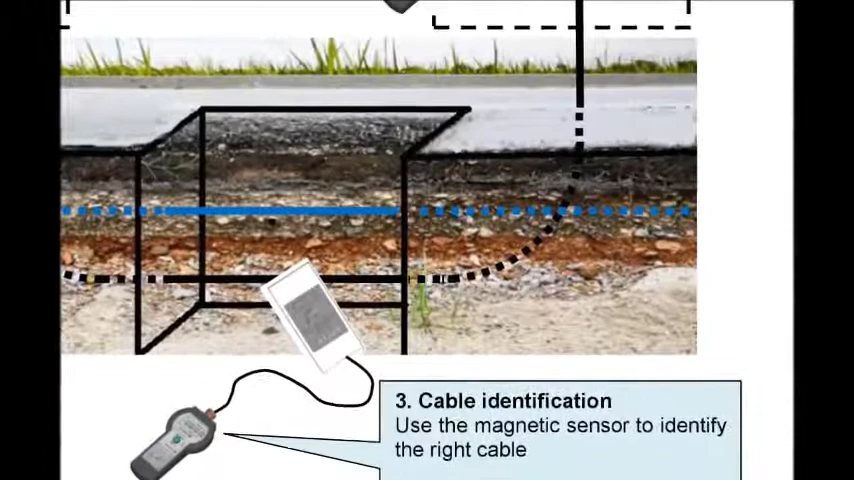 3. Cable identification
Use the magnetic sensor to identify
the right cable